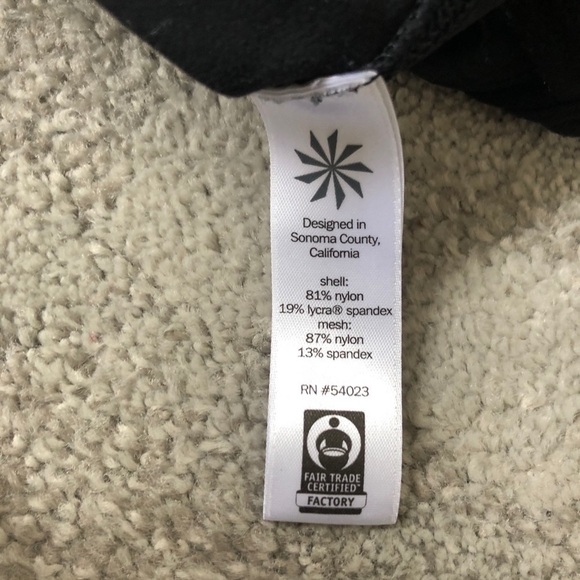 Designed in
Sonoma County,
California
shell:
81% nylon
19% lycra® spandex
mesh:
87% nylon
13% spandex
RN #54023
FAIR TRADE
CERTIFIED™
FACTORY